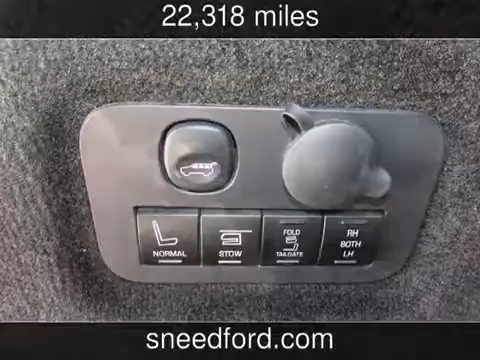 22,318 miles
NORMAL
STOW
FOLD
TAILGATE
RH
BOTH
LH
sneedford.com